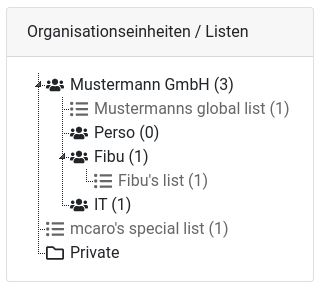 Organisationseinheiten / Listen
Mustermann GmbH (3)
Mustermanns global list (1)
Perso (0)
Fibu (1)
Fibu's list (1)
IT (1)
mcaro's special list (1)
Private